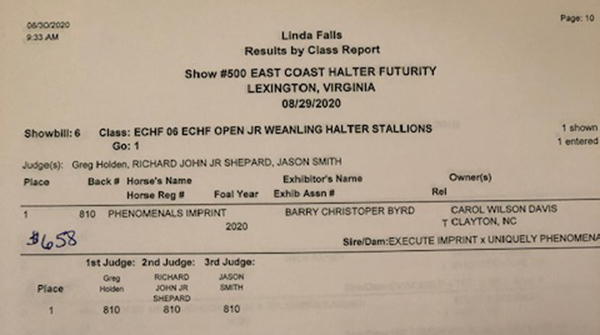 08/30/2020
9:33 AM
Page: 10
Linda Falls
Results by Class Report
Show #500 EAST COAST HALTER FUTURITY
LEXINGTON, VIRGINIA
08/29/2020
Showbill: 6 Class: ECHF 06 ECHF OPEN JR WEANLING HALTER STALLIONS 1 shown
Go: 1 1 entered
Judge(s): Greg Holden, RICHARD JOHN JR SHEPARD, JASON SMITH
Place Back # Horse's Name Exhibitor's Name Owner(s)
Horse Reg # Foal Year Exhib Assn # Rel
1 810 PHENOMENALS IMPRINT BARRY CHRISTOPER BYRD CAROL WILSON DAVIS
2020 T CLAYTON, NC
$658 Sire/Dam:EXECUTE IMPRINT x UNIQUELY PHENOMENA
1st Judge: 2nd Judge: 3rd Judge:
Greg RICHARD JASON
Place Holden JOHN JR SMITH
SHEPARD
1 810 810 810